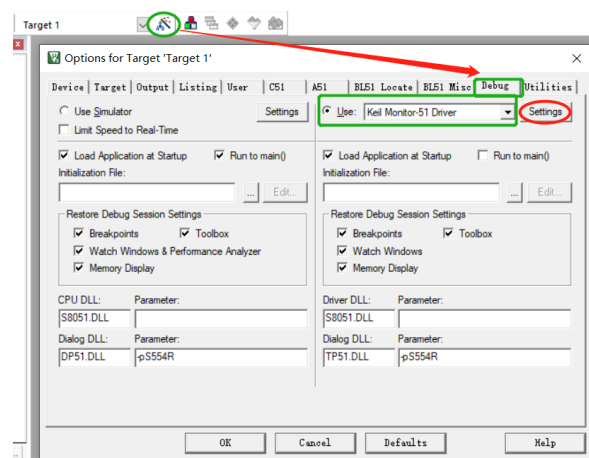 Target 1
Options for Target 'Target 1'
Device Target Output Listing User C51 A51 BL51 Locate BL51 Misc Debug Utilities
Use Simulator Settings
Limit Speed to Real-Time
Use: Keil Monitor-51 Driver Settings
Load Application at Startup Run to main()
Initialization File:
... Edit...
Load Application at Startup Run to main()
Initialization File:
... Edit...
Restore Debug Session Settings
Breakpoints Toolbox
Watch Windows & Performance Analyzer
Memory Display
Restore Debug Session Settings
Breakpoints Toolbox
Watch Windows
Memory Display
CPU DLL: Parameter:
S8051.DLL
Dialog DLL: Parameter:
DP51.DLL -pS554R
Driver DLL: Parameter:
S8051.DLL
Dialog DLL: Parameter:
TP51.DLL -pS554R
OK Cancel Defaults Help